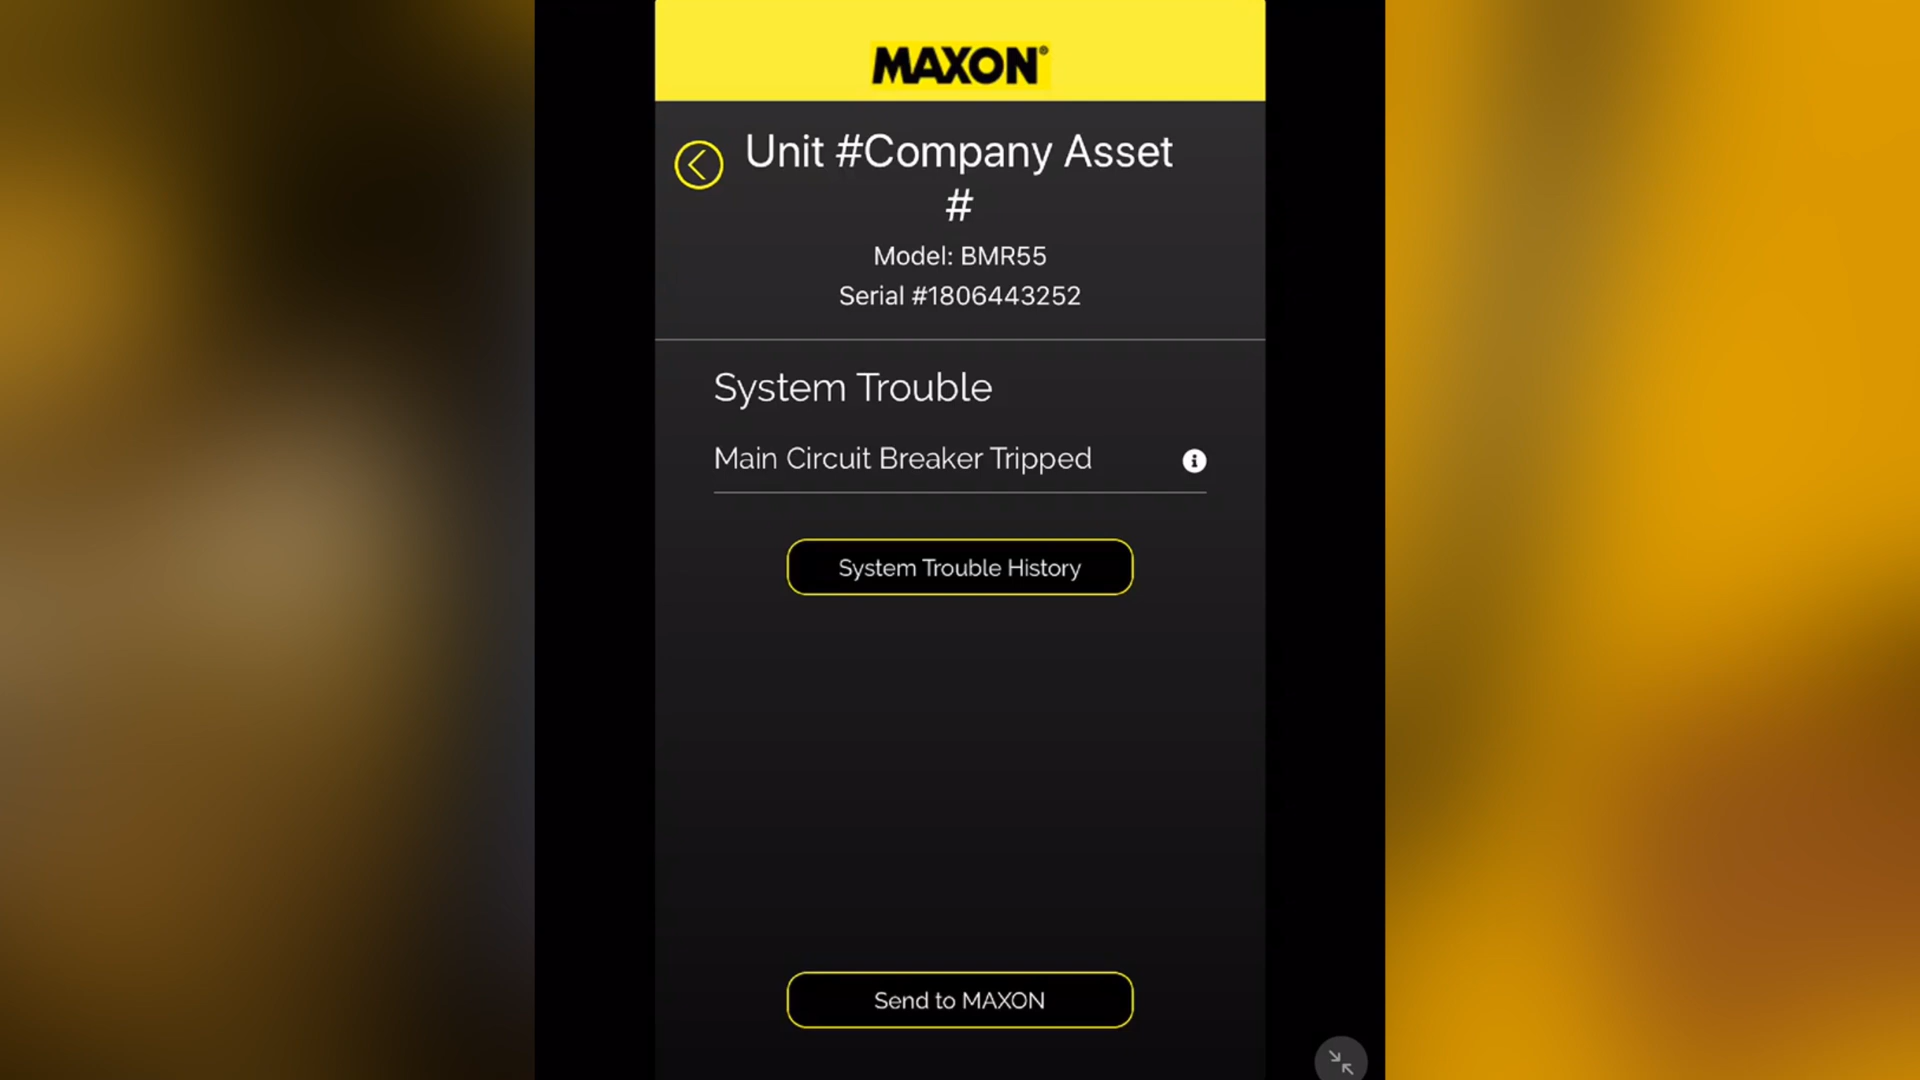 MAXON®
Unit #Company Asset
#
Model: BMR55
Serial #1806443252
System Trouble
Main Circuit Breaker Tripped
System Trouble History
Send to MAXON